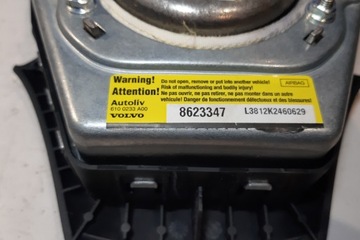 Warning!
Attention!
Do not open, remove or put into another vehicle!
Risk of malfunctioning and bodily injury!
Ne pas ouvrir, ne pas retirer, ne pas monter dans un autre
véhicule! Danger de fonctionnement défectueux et des blessures!
AIRBAG
Autoliv
610 0233 A00
VOLVO
8623347
L3812K2460629